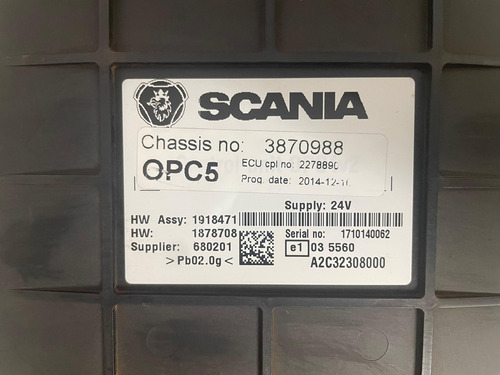 SCANIA
Chassis no: 3870988
OPC5
ECU cpl no: 2278890
Prog. date: 2014-12-
Supply: 24V
HW Assy: 1918471
HW: 1878708
Serial no: 1710140062
Supplier: 680201
e1 03 5560
>Pb02.0g<
A2C32308000